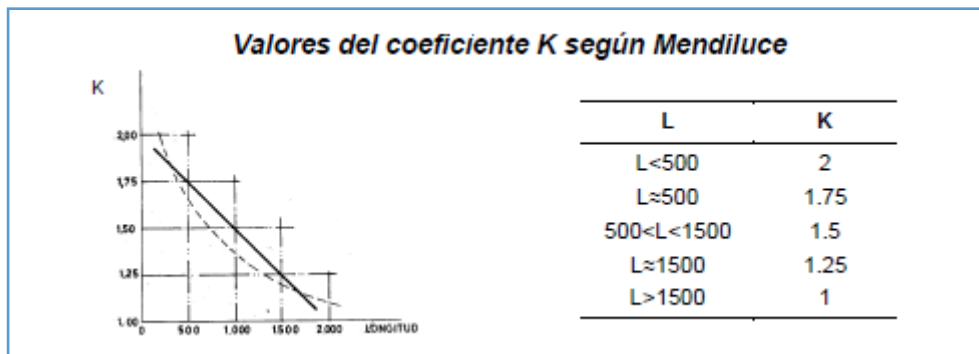 Valores del coeficiente K según Mendiluce
K
2,00
1,75
1,50
1,25
1.00
0
500
1.000
1.500
2.000
LONGITUD
L K
L<500 2
L≈500 1.75
500<L<1500 1.5
L≈1500 1.25
L>1500 1